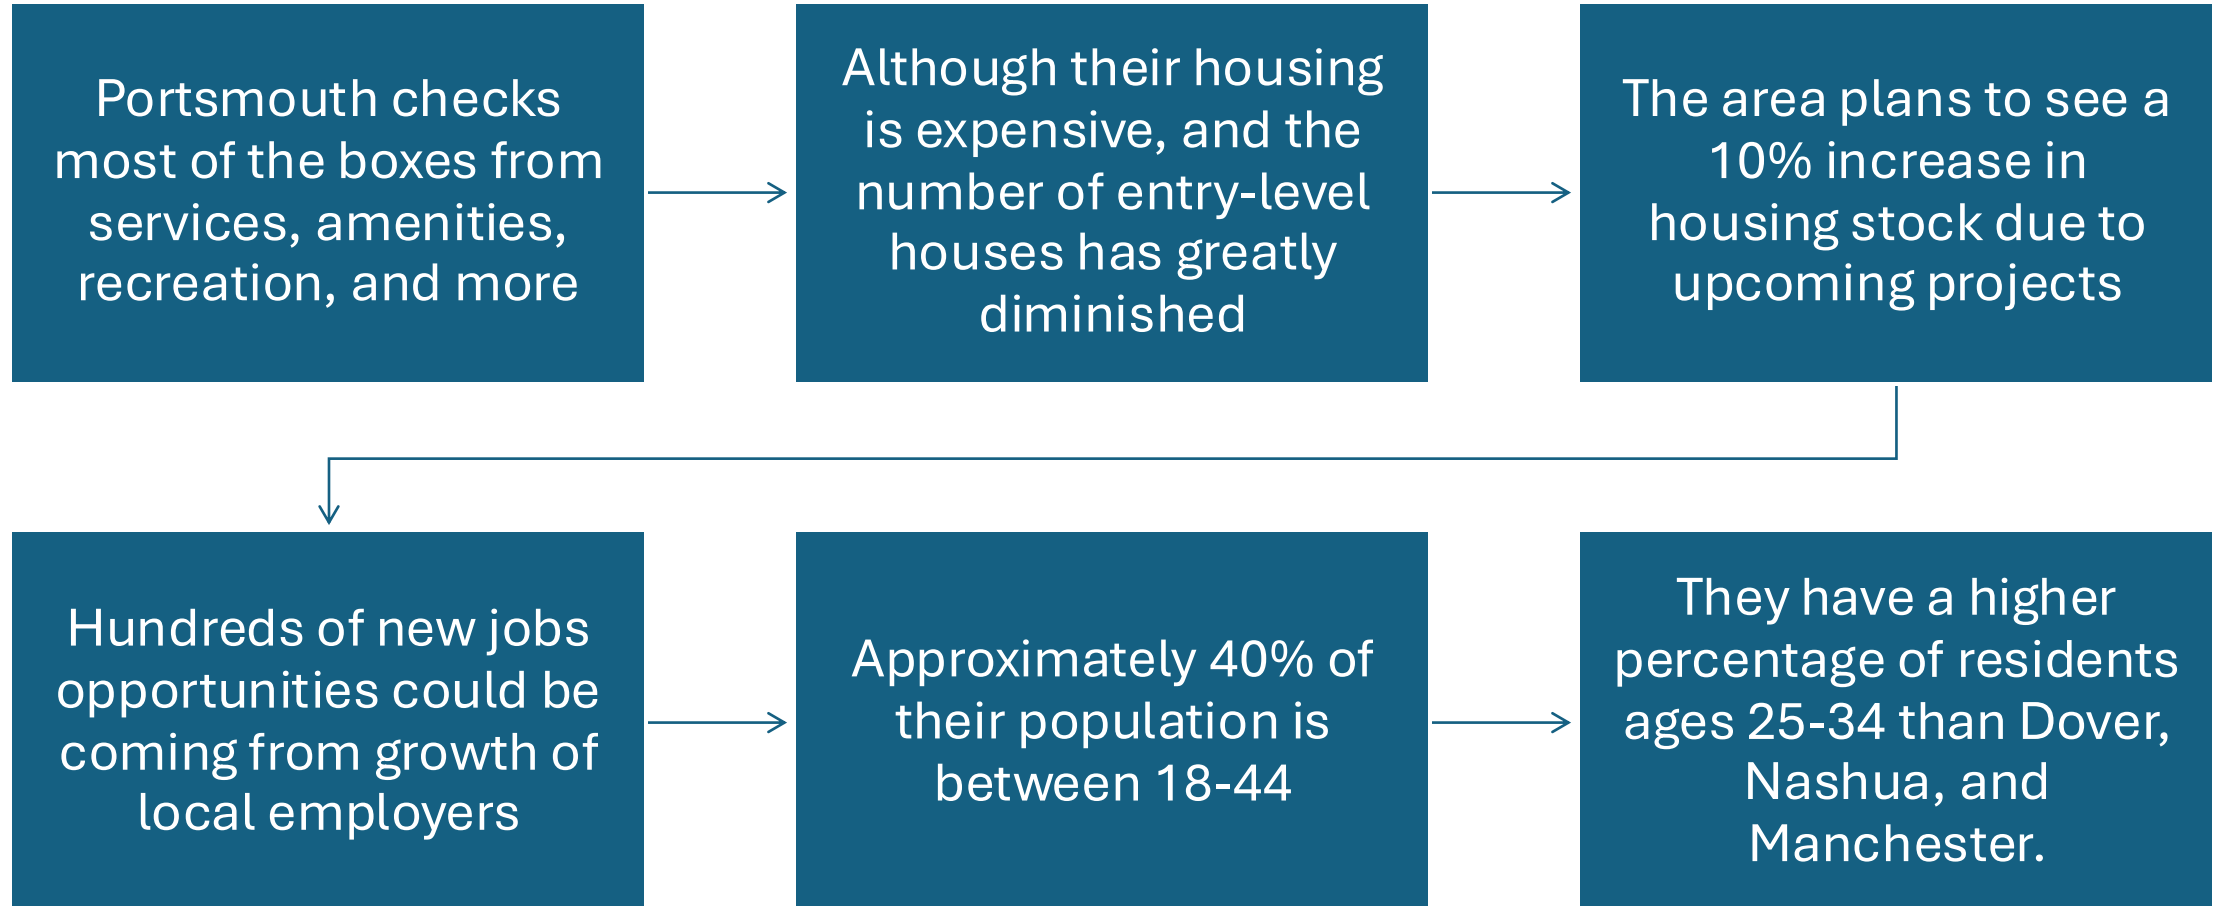 Portsmouth checks
most of the boxes from
services, amenities,
recreation, and more
Although their housing
is expensive, and the
number of entry-level
houses has greatly
diminished
The area plans to see a
10% increase in
housing stock due to
upcoming projects
Hundreds of new jobs
opportunities could be
coming from growth of
local employers
Approximately 40% of
their population is
between 18-44
They have a higher
percentage of residents
ages 25-34 than Dover,
Nashua, and
Manchester.